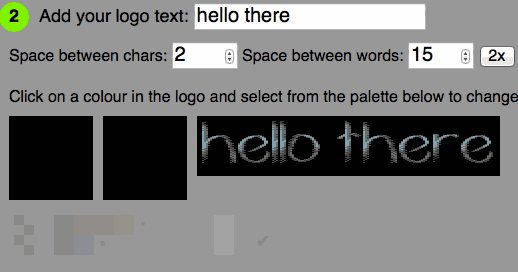 2 Add your logo text: hello there
Space between chars: 2 Space between words: 15 2x
Click on a colour in the logo and select from the palette below to change
hello there